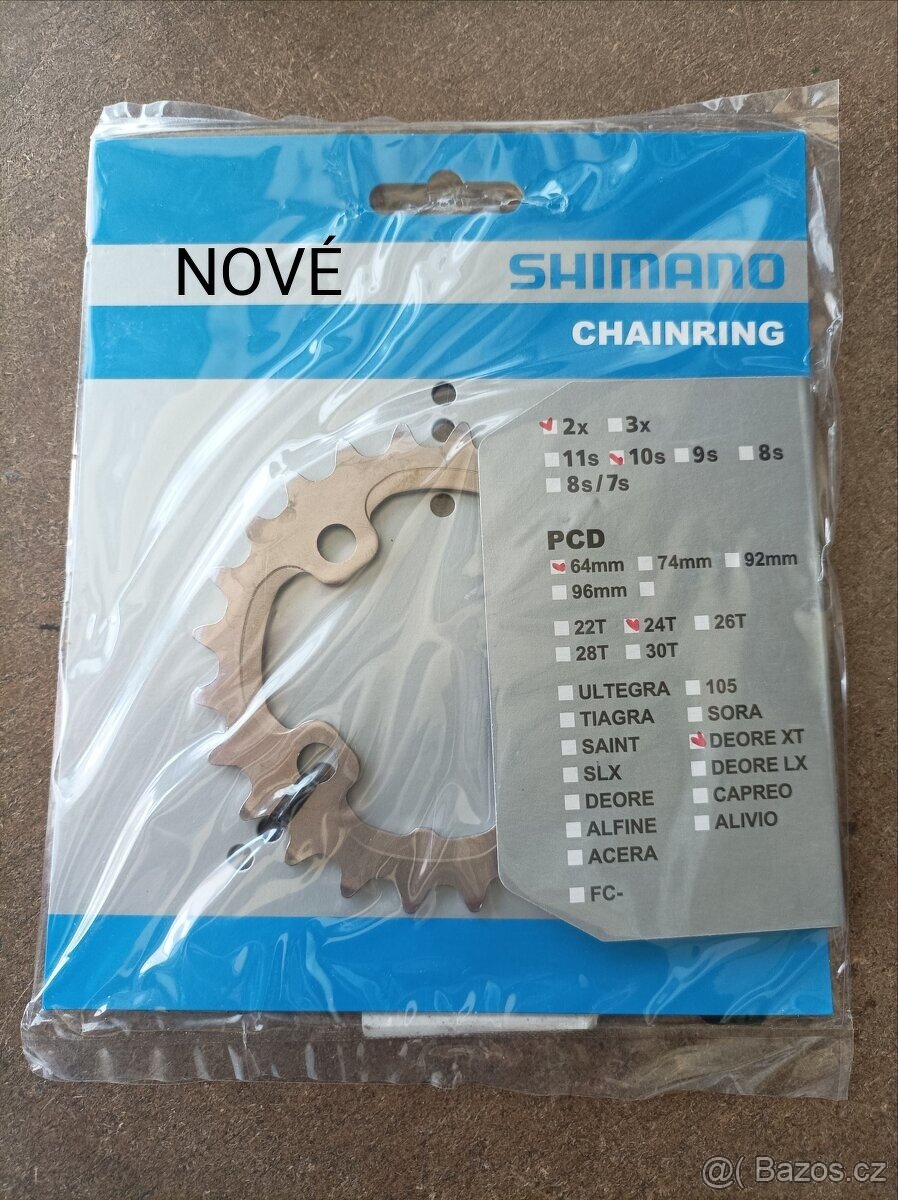 NOVÉ
SHIMANO
CHAINRING
2x 3x
11s 10s 9s 8s
8s/7s
PCD
64mm 74mm 92mm
96mm
22T 24T 26T
28T 30T
ULTEGRA 105
TIAGRA SORA
SAINT DEORE XT
SLX DEORE LX
DEORE CAPREO
ALFINE ALIVIO
ACERA
FC-
@( Bazos.cz